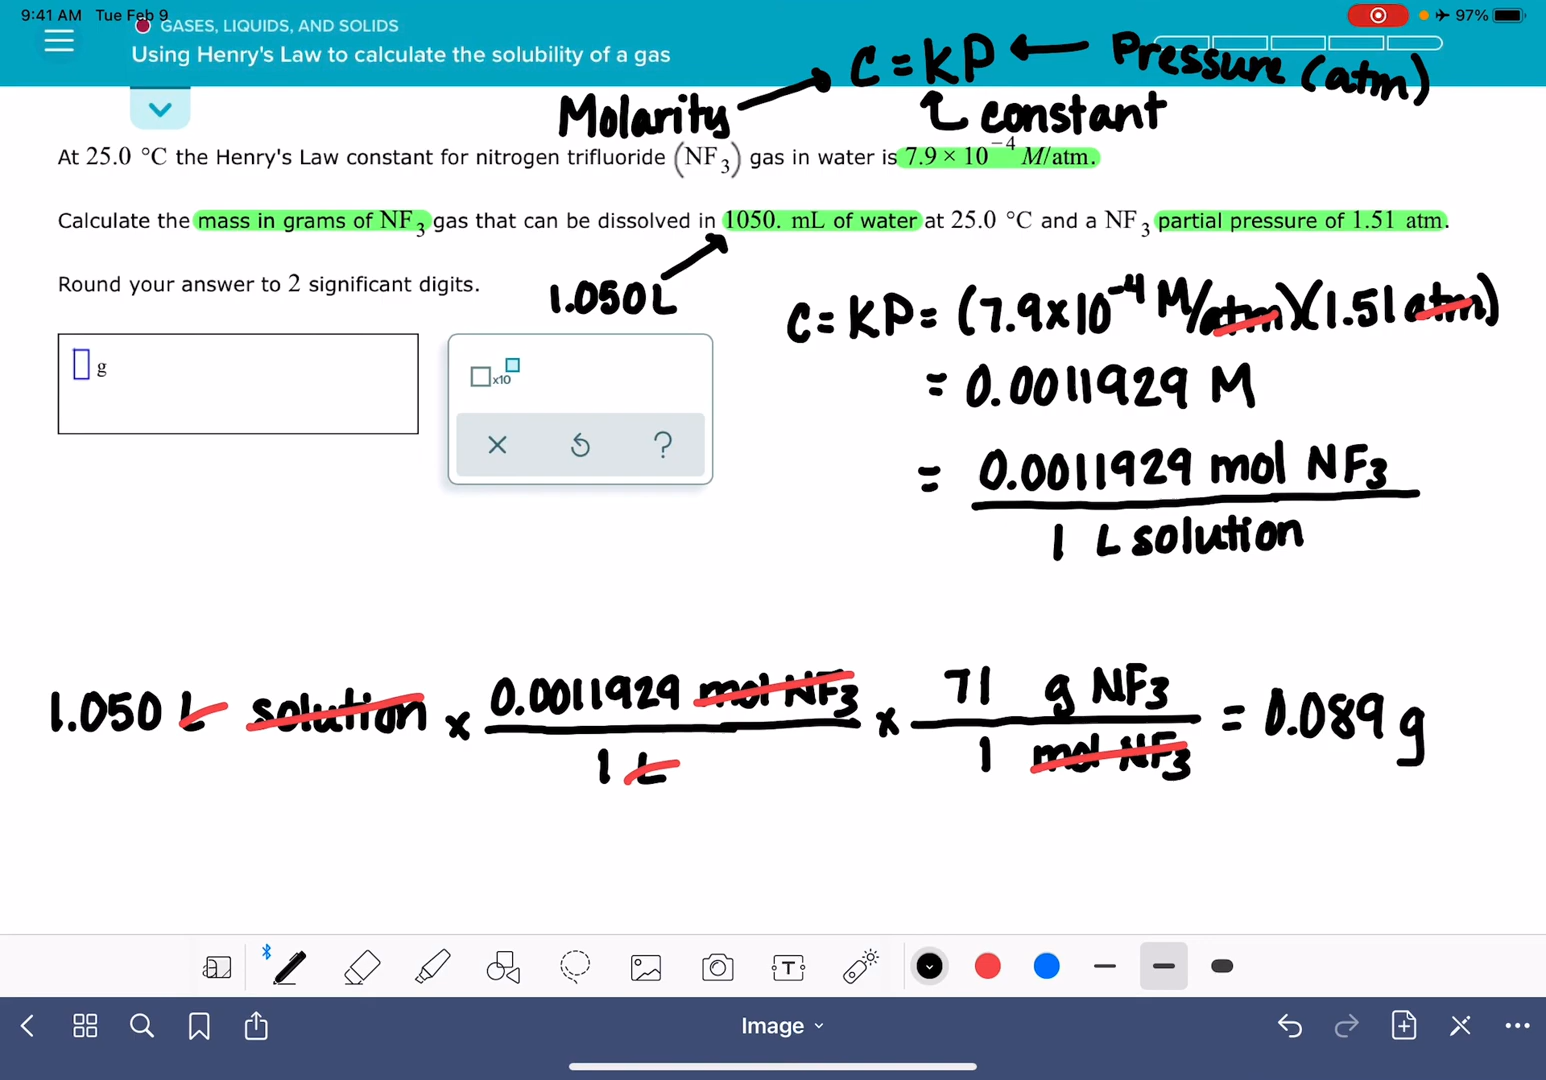 9:41 AM Tue Feb 9
97%
GASES, LIQUIDS, AND SOLIDS
Using Henry's Law to calculate the solubility of a gas
C = KP ← Pressure (atm)
Molarity
constant
At 25.0 °C the Henry's Law constant for nitrogen trifluoride (NF₃) gas in water is 7.9 × 10⁻⁴ M/atm.
Calculate the mass in grams of NF₃ gas that can be dissolved in 1050. mL of water at 25.0 °C and a NF₃ partial pressure of 1.51 atm.
Round your answer to 2 significant digits.
1.050 L
C = KP = (7.9 x 10⁻⁴ M/atm)(1.51 atm)
g
x10
= 0.0011929 M
?
= 0.0011929 mol NF₃
1 L solution
1.050 L solution x 0.0011929 mol NF₃ x 71 g NF₃ = 0.089 g
1 L 1 mol NF₃
a
T
Image